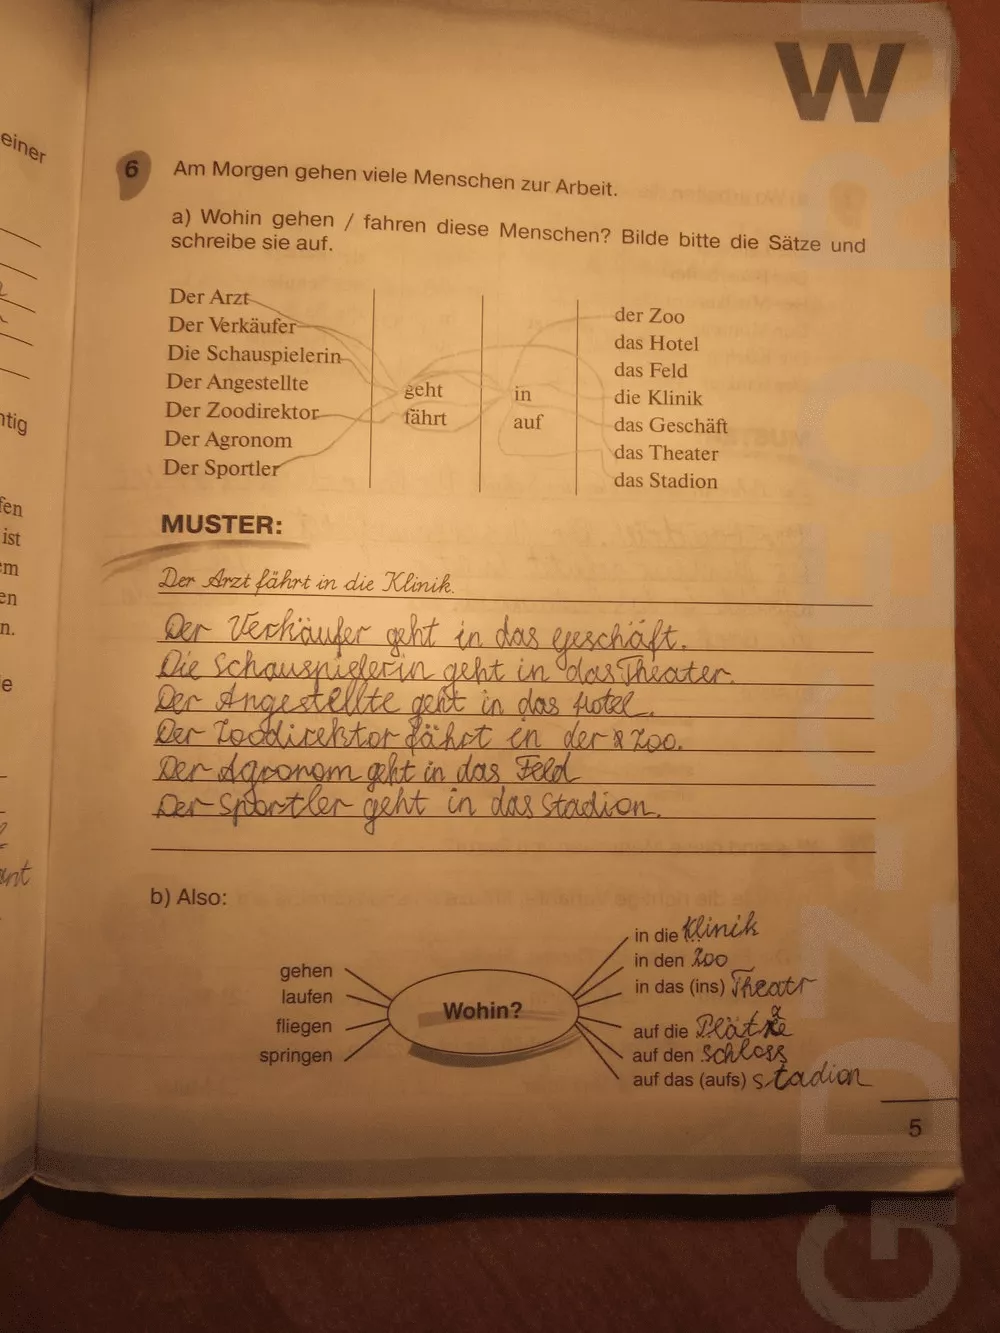 W
einer
6 Am Morgen gehen viele Menschen zur Arbeit.
a) Wohin gehen / fahren diese Menschen? Bilde bitte die Sätze und
schreibe sie auf.
Der Arzt
Der Verkäufer
Die Schauspielerin
Der Angestellte
Der Zoodirektor
Der Agronom
Der Sportler
geht
fährt
in
auf
der Zoo
das Hotel
das Feld
die Klinik
das Geschäft
das Theater
das Stadion
MUSTER:
Der Arzt fährt in die Klinik.
Der Verkäufer geht in das geschäft.
Die Schauspielerin geht in das Theater.
Der Angestellte geht in das Hotel.
Der Zoodirektor fährt in der Zoo.
Der Agronom geht in das Feld
Der Sportler geht in das Stadion.
b) Also:
gehen
laufen
fliegen
springen
Wohin?
in die Klinik
in den Zoo
in das (ins) Theatr
auf die
auf den Schloss
auf das (aufs) Stadion
5
ntig
fen
ist
em
en
n.
e
GDZ-